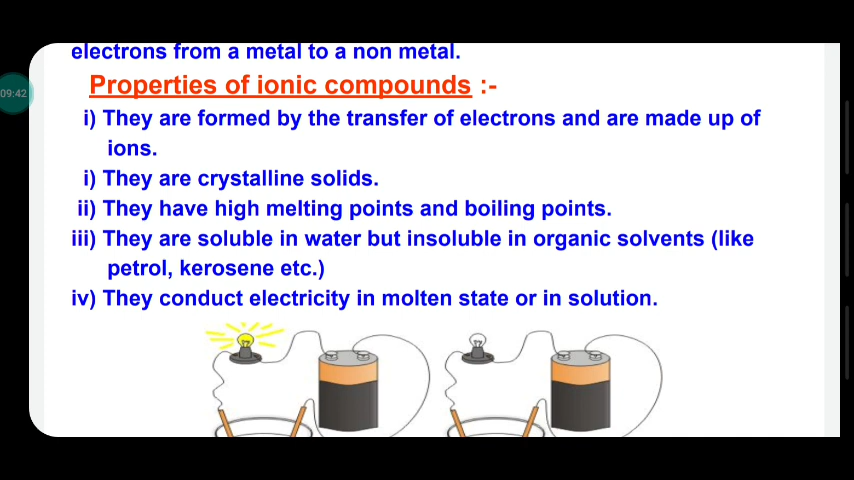 electrons from a metal to a non metal.
Properties of ionic compounds :-
09:42
i) They are formed by the transfer of electrons and are made up of
ions.
i) They are crystalline solids.
ii) They have high melting points and boiling points.
iii) They are soluble in water but insoluble in organic solvents (like
petrol, kerosene etc.)
iv) They conduct electricity in molten state or in solution.